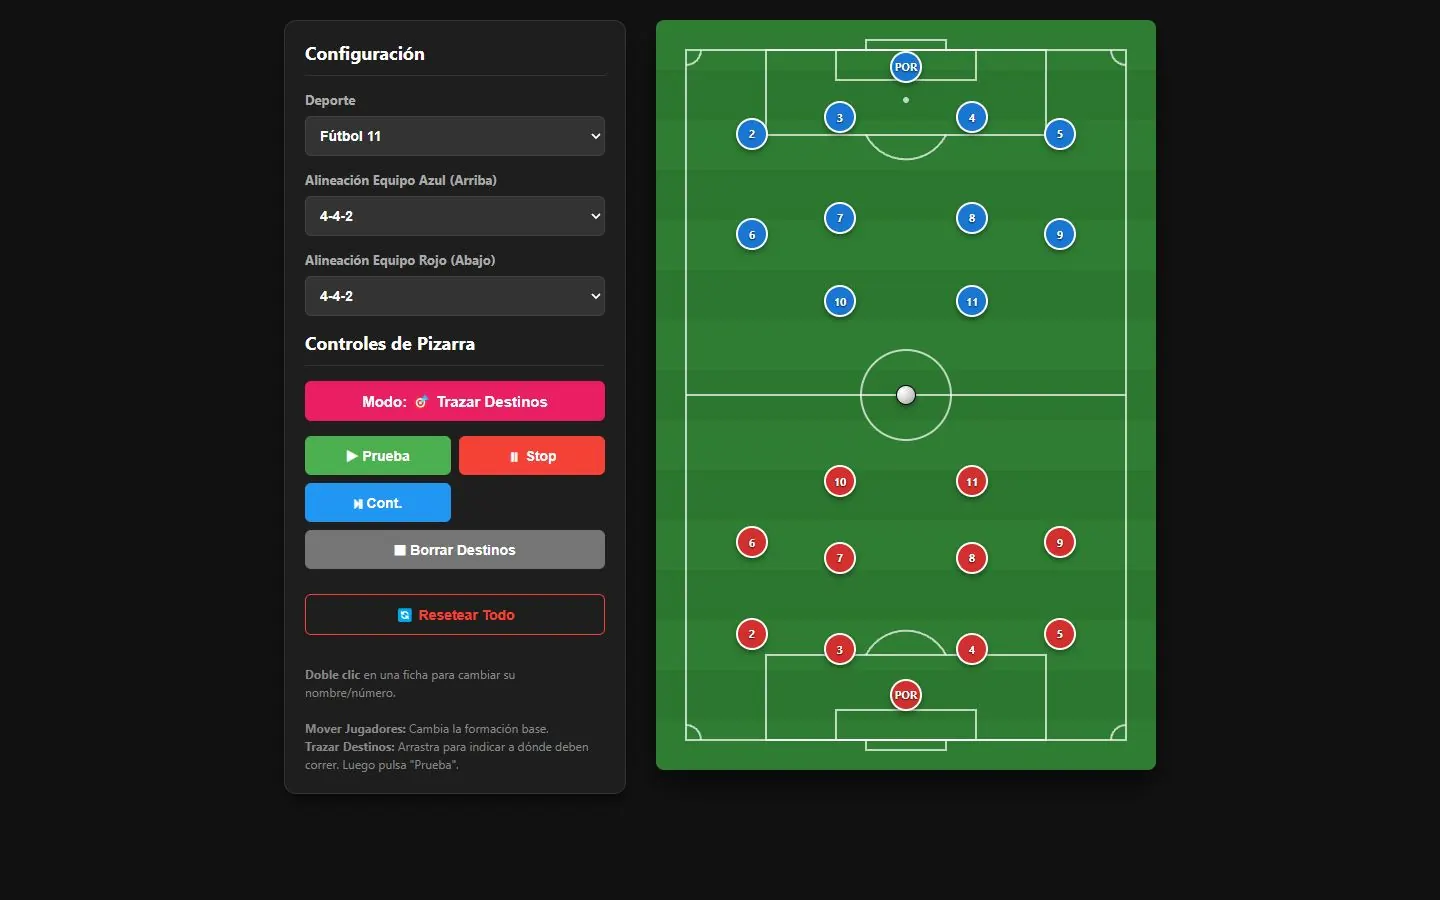 Configuración
Deporte
Fútbol 11
Alineación Equipo Azul (Arriba)
4-4-2
Alineación Equipo Rojo (Abajo)
4-4-2
Controles de Pizarra
Modo: 🎯 Trazar Destinos
▶ Prueba
⏸ Stop
⏯ Cont.
⏹ Borrar Destinos
🔄 Resetear Todo
Doble clic en una ficha para cambiar su
nombre/número.
Mover Jugadores: Cambia la formación base.
Trazar Destinos: Arrastra para indicar a dónde deben
correr. Luego pulsa "Prueba".
POR
3 4
2 5
7 8
6 9
10 11
10 11
6 9
7 8
2 5
3 4
POR